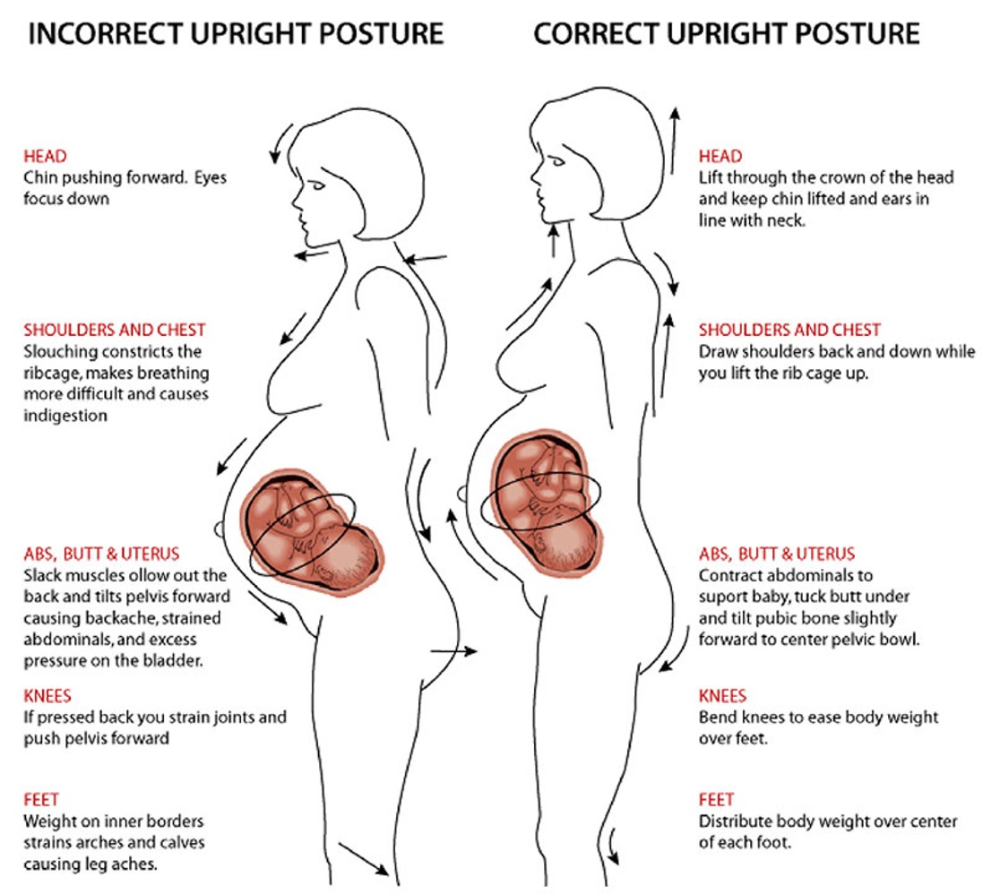 INCORRECT UPRIGHT POSTURE
HEAD
Chin pushing forward. Eyes
focus down
SHOULDERS AND CHEST
Slouching constricts the
ribcage, makes breathing
more difficult and causes
indigestion
ABS, BUTT & UTERUS
Slack muscles ollow out the
back and tilts pelvis forward
causing backache, strained
abdominals, and excess
pressure on the bladder.
KNEES
If pressed back you strain joints and
push pelvis forward
FEET
Weight on inner borders
strains arches and calves
causing leg aches.
CORRECT UPRIGHT POSTURE
HEAD
Lift through the crown of the head
and keep chin lifted and ears in
line with neck.
SHOULDERS AND CHEST
Draw shoulders back and down while
you lift the rib cage up.
ABS, BUTT & UTERUS
Contract abdominals to
suport baby, tuck butt under
and tilt pubic bone slightly
forward to center pelvic bowl.
KNEES
Bend knees to ease body weight
over feet.
FEET
Distribute body weight over center
of each foot.